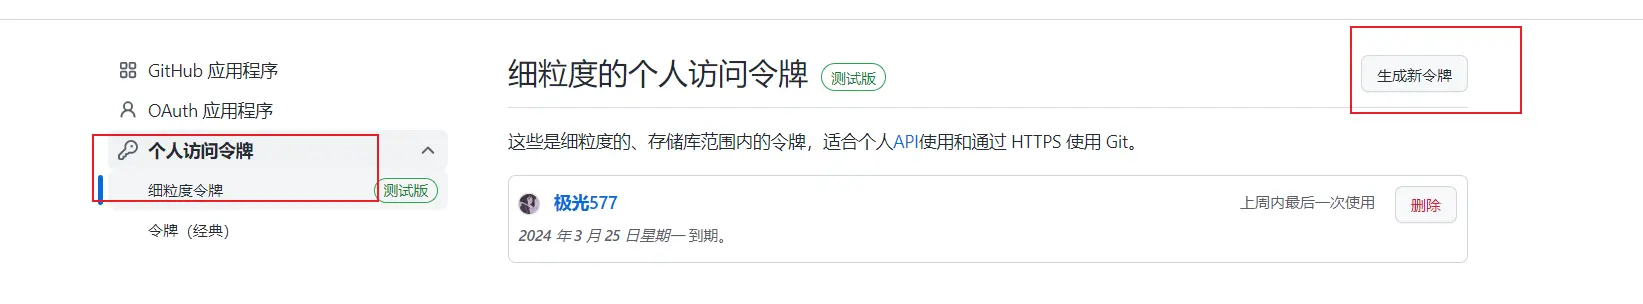 GitHub 应用程序
OAuth 应用程序
个人访问令牌
细粒度令牌 测试版
令牌（经典）
细粒度的个人访问令牌 测试版
生成新令牌
这些是细粒度的、存储库范围内的令牌，适合个人API使用和通过 HTTPS 使用 Git。
极光577
上周内最后一次使用 删除
2024 年 3 月 25 日星期一 到期。